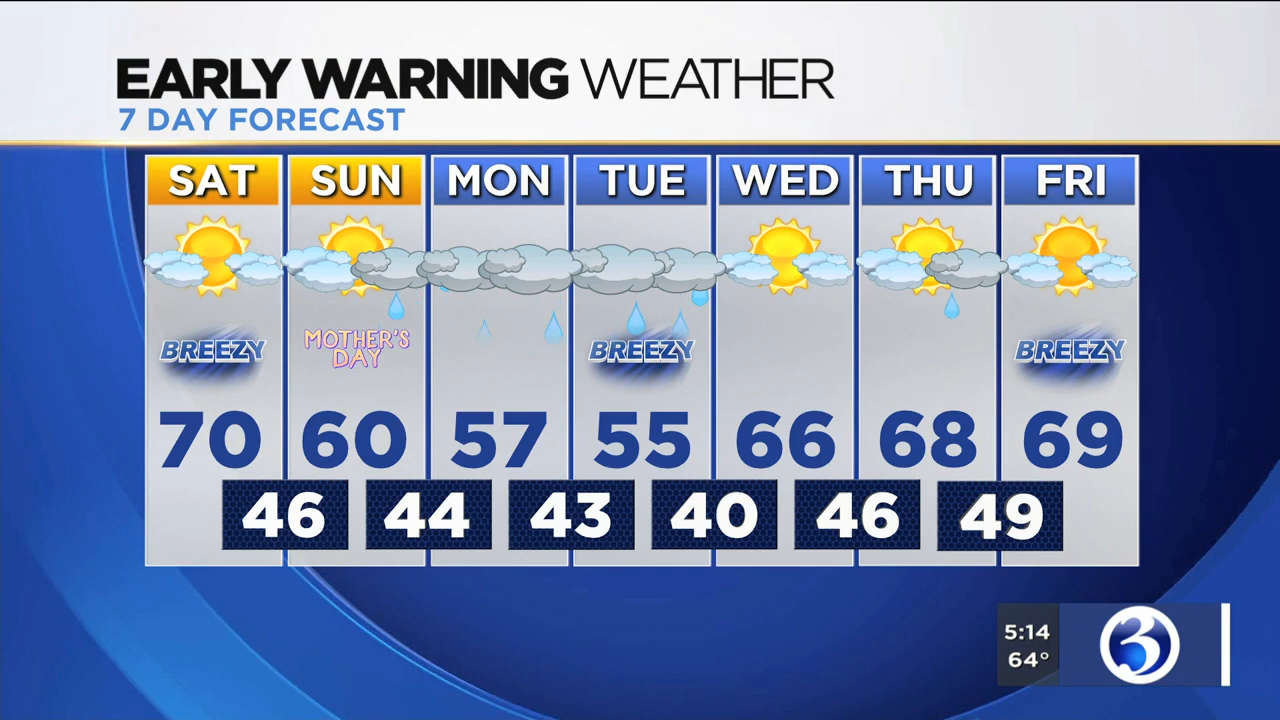 EARLY WARNING WEATHER
7 DAY FORECAST
SAT SUN MON TUE WED THU FRI
BREEZY MOTHER'S DAY BREEZY BREEZY
70 60 57 55 66 68 69
46 44 43 40 46 49
5:14
64°
3